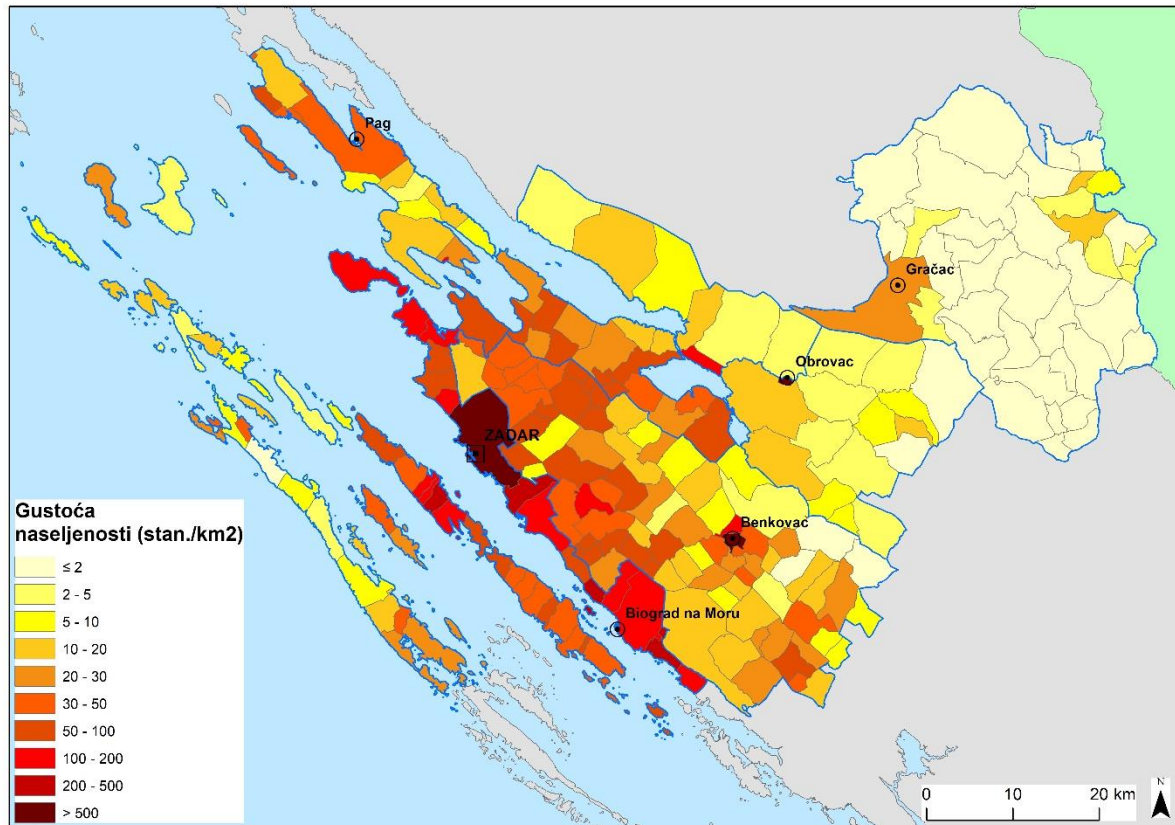 Pag
Gračac
Obrovac
ZADAR
Benkovac
Biograd na Moru
Gustoća
naseljenosti (stan./km2)
≤ 2
2 - 5
5 - 10
10 - 20
20 - 30
30 - 50
50 - 100
100 - 200
200 - 500
> 500
0 10 20 km
N